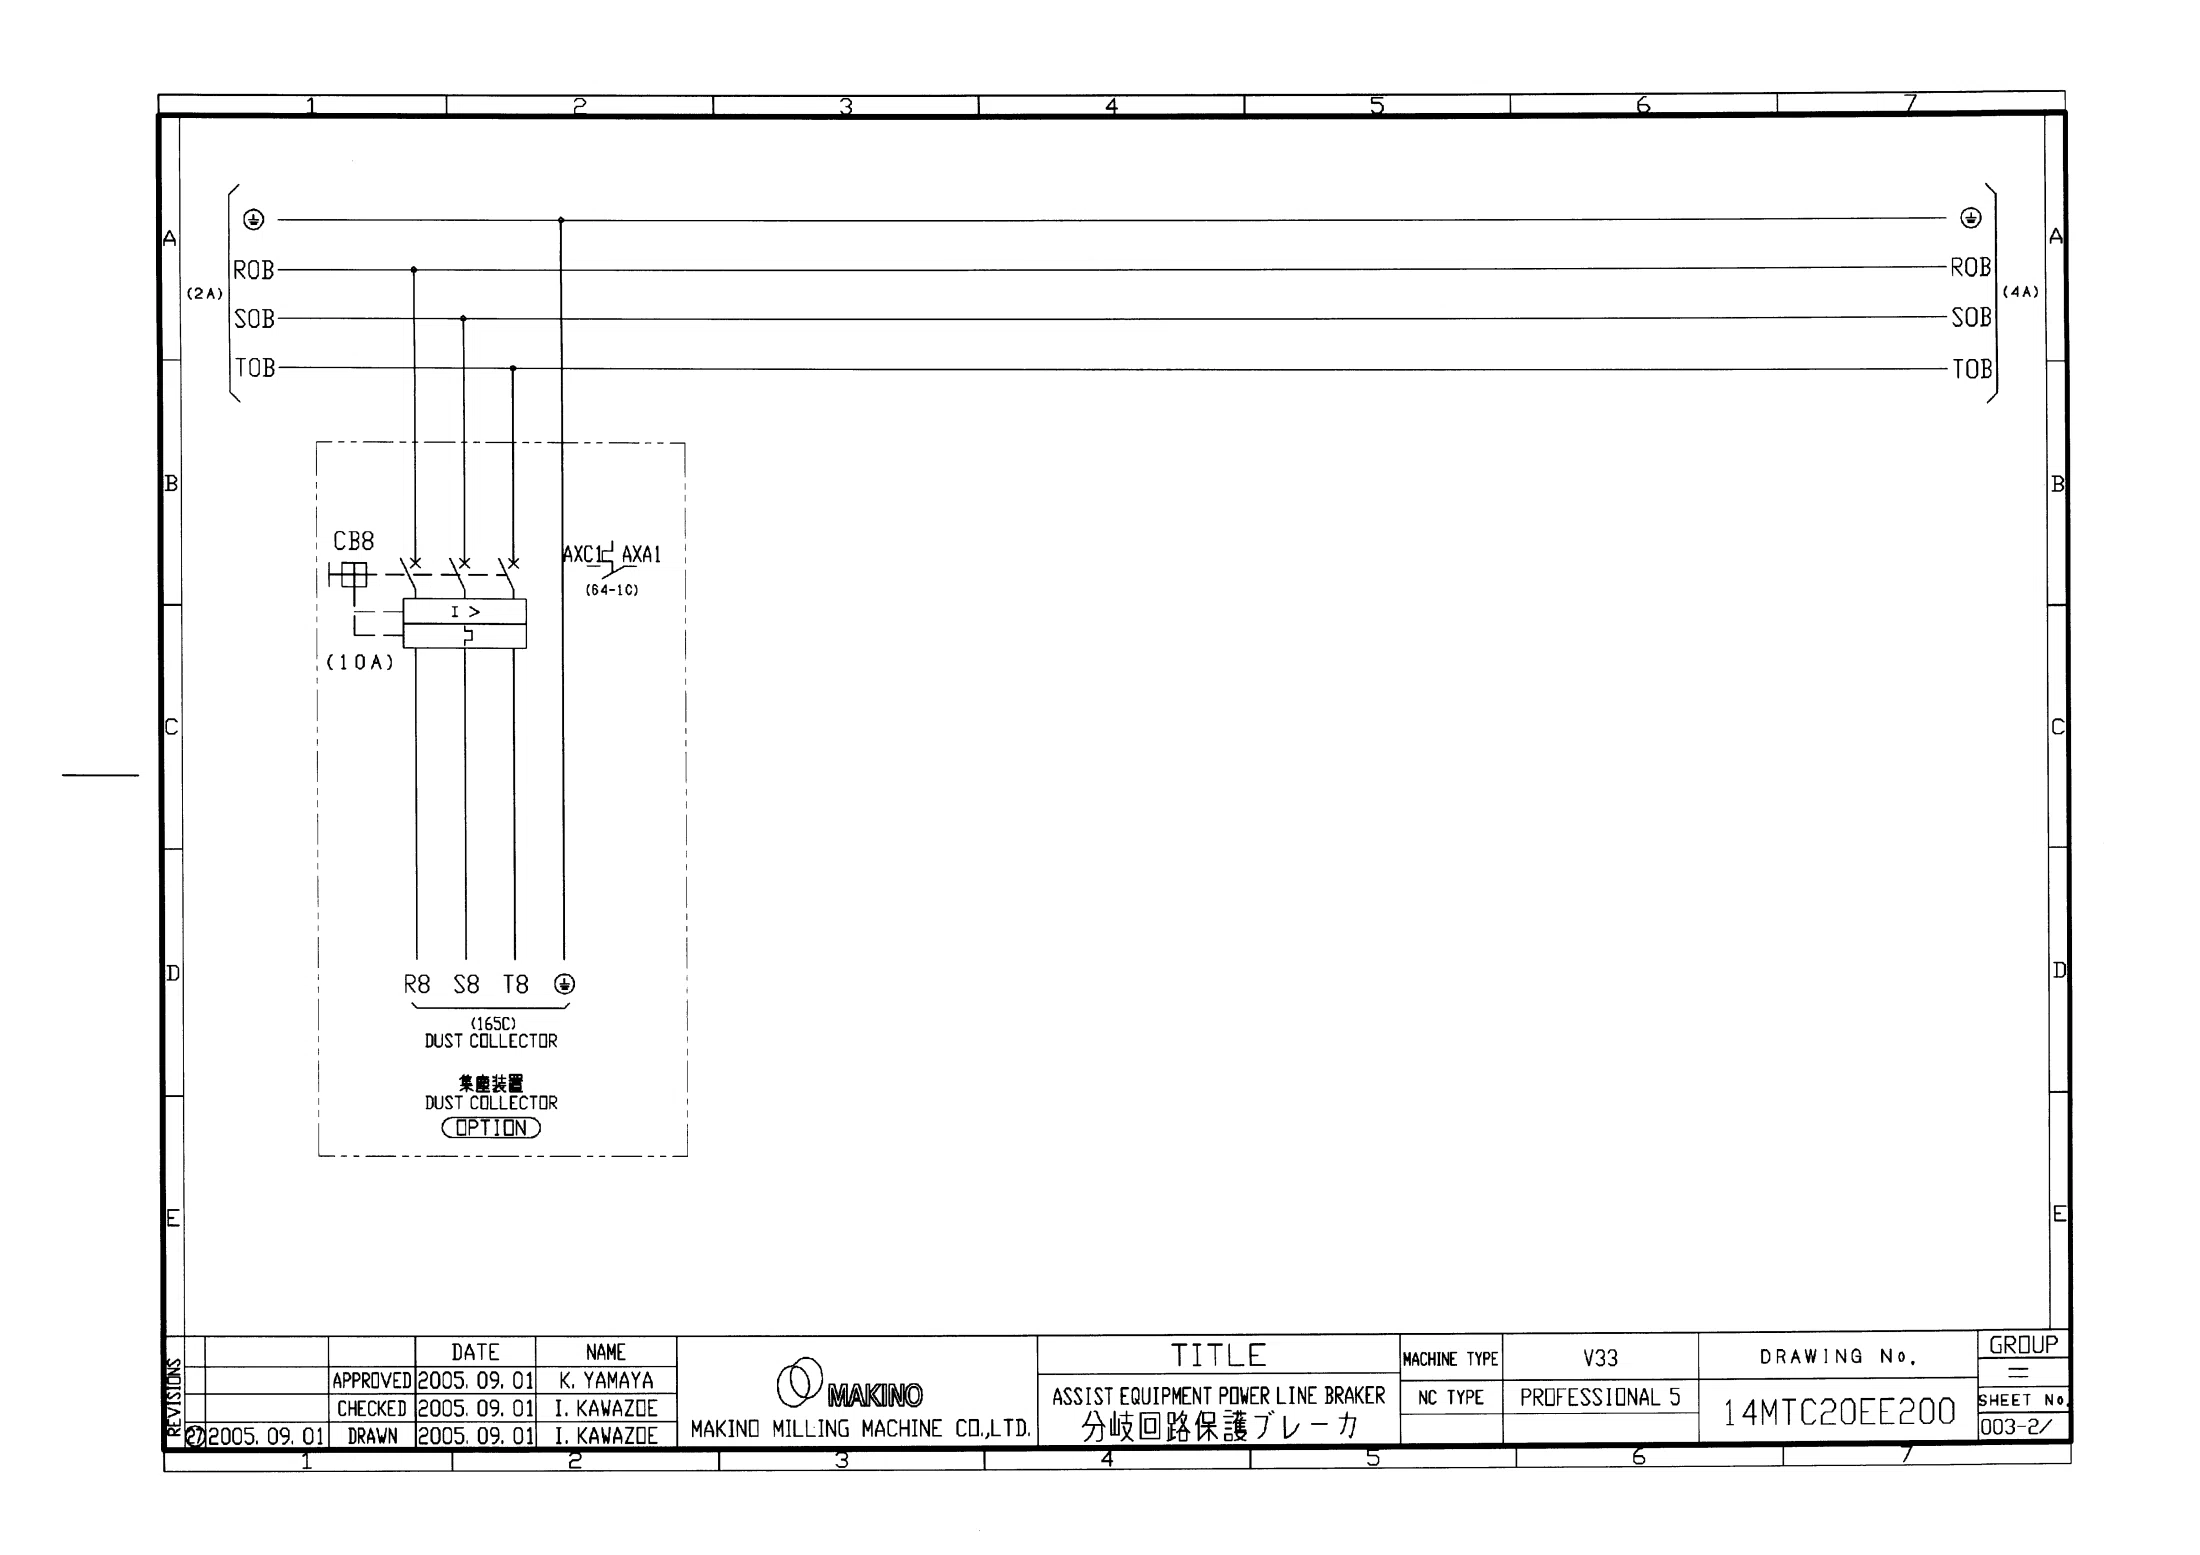 1 2 3 4 5 6 7
A A
ROB ROB
(2A) (4A)
SOB SOB
TOB TOB
B B
CB8
AXC1 AXA1
(64-1C)
I >
(10A)
C C
D D
R8 S8 T8
(165C)
DUST COLLECTOR
集塵装置
DUST COLLECTOR
OPTION
E E
REVISIONS
27 2005. 09. 01
DATE NAME
APPROVED 2005. 09. 01 K. YAMAYA
CHECKED 2005. 09. 01 I. KAWAZOE
DRAWN 2005. 09. 01 I. KAWAZOE
MAKINO
MAKINO MILLING MACHINE CO.,LTD.
TITLE
ASSIST EQUIPMENT POWER LINE BRAKER
分岐回路保護ブレーカ
MACHINE TYPE V33
NC TYPE PROFESSIONAL 5
DRAWING No.
14MTC20EE200
GROUP
=
SHEET No.
003-2/
1 2 3 4 5 6 7